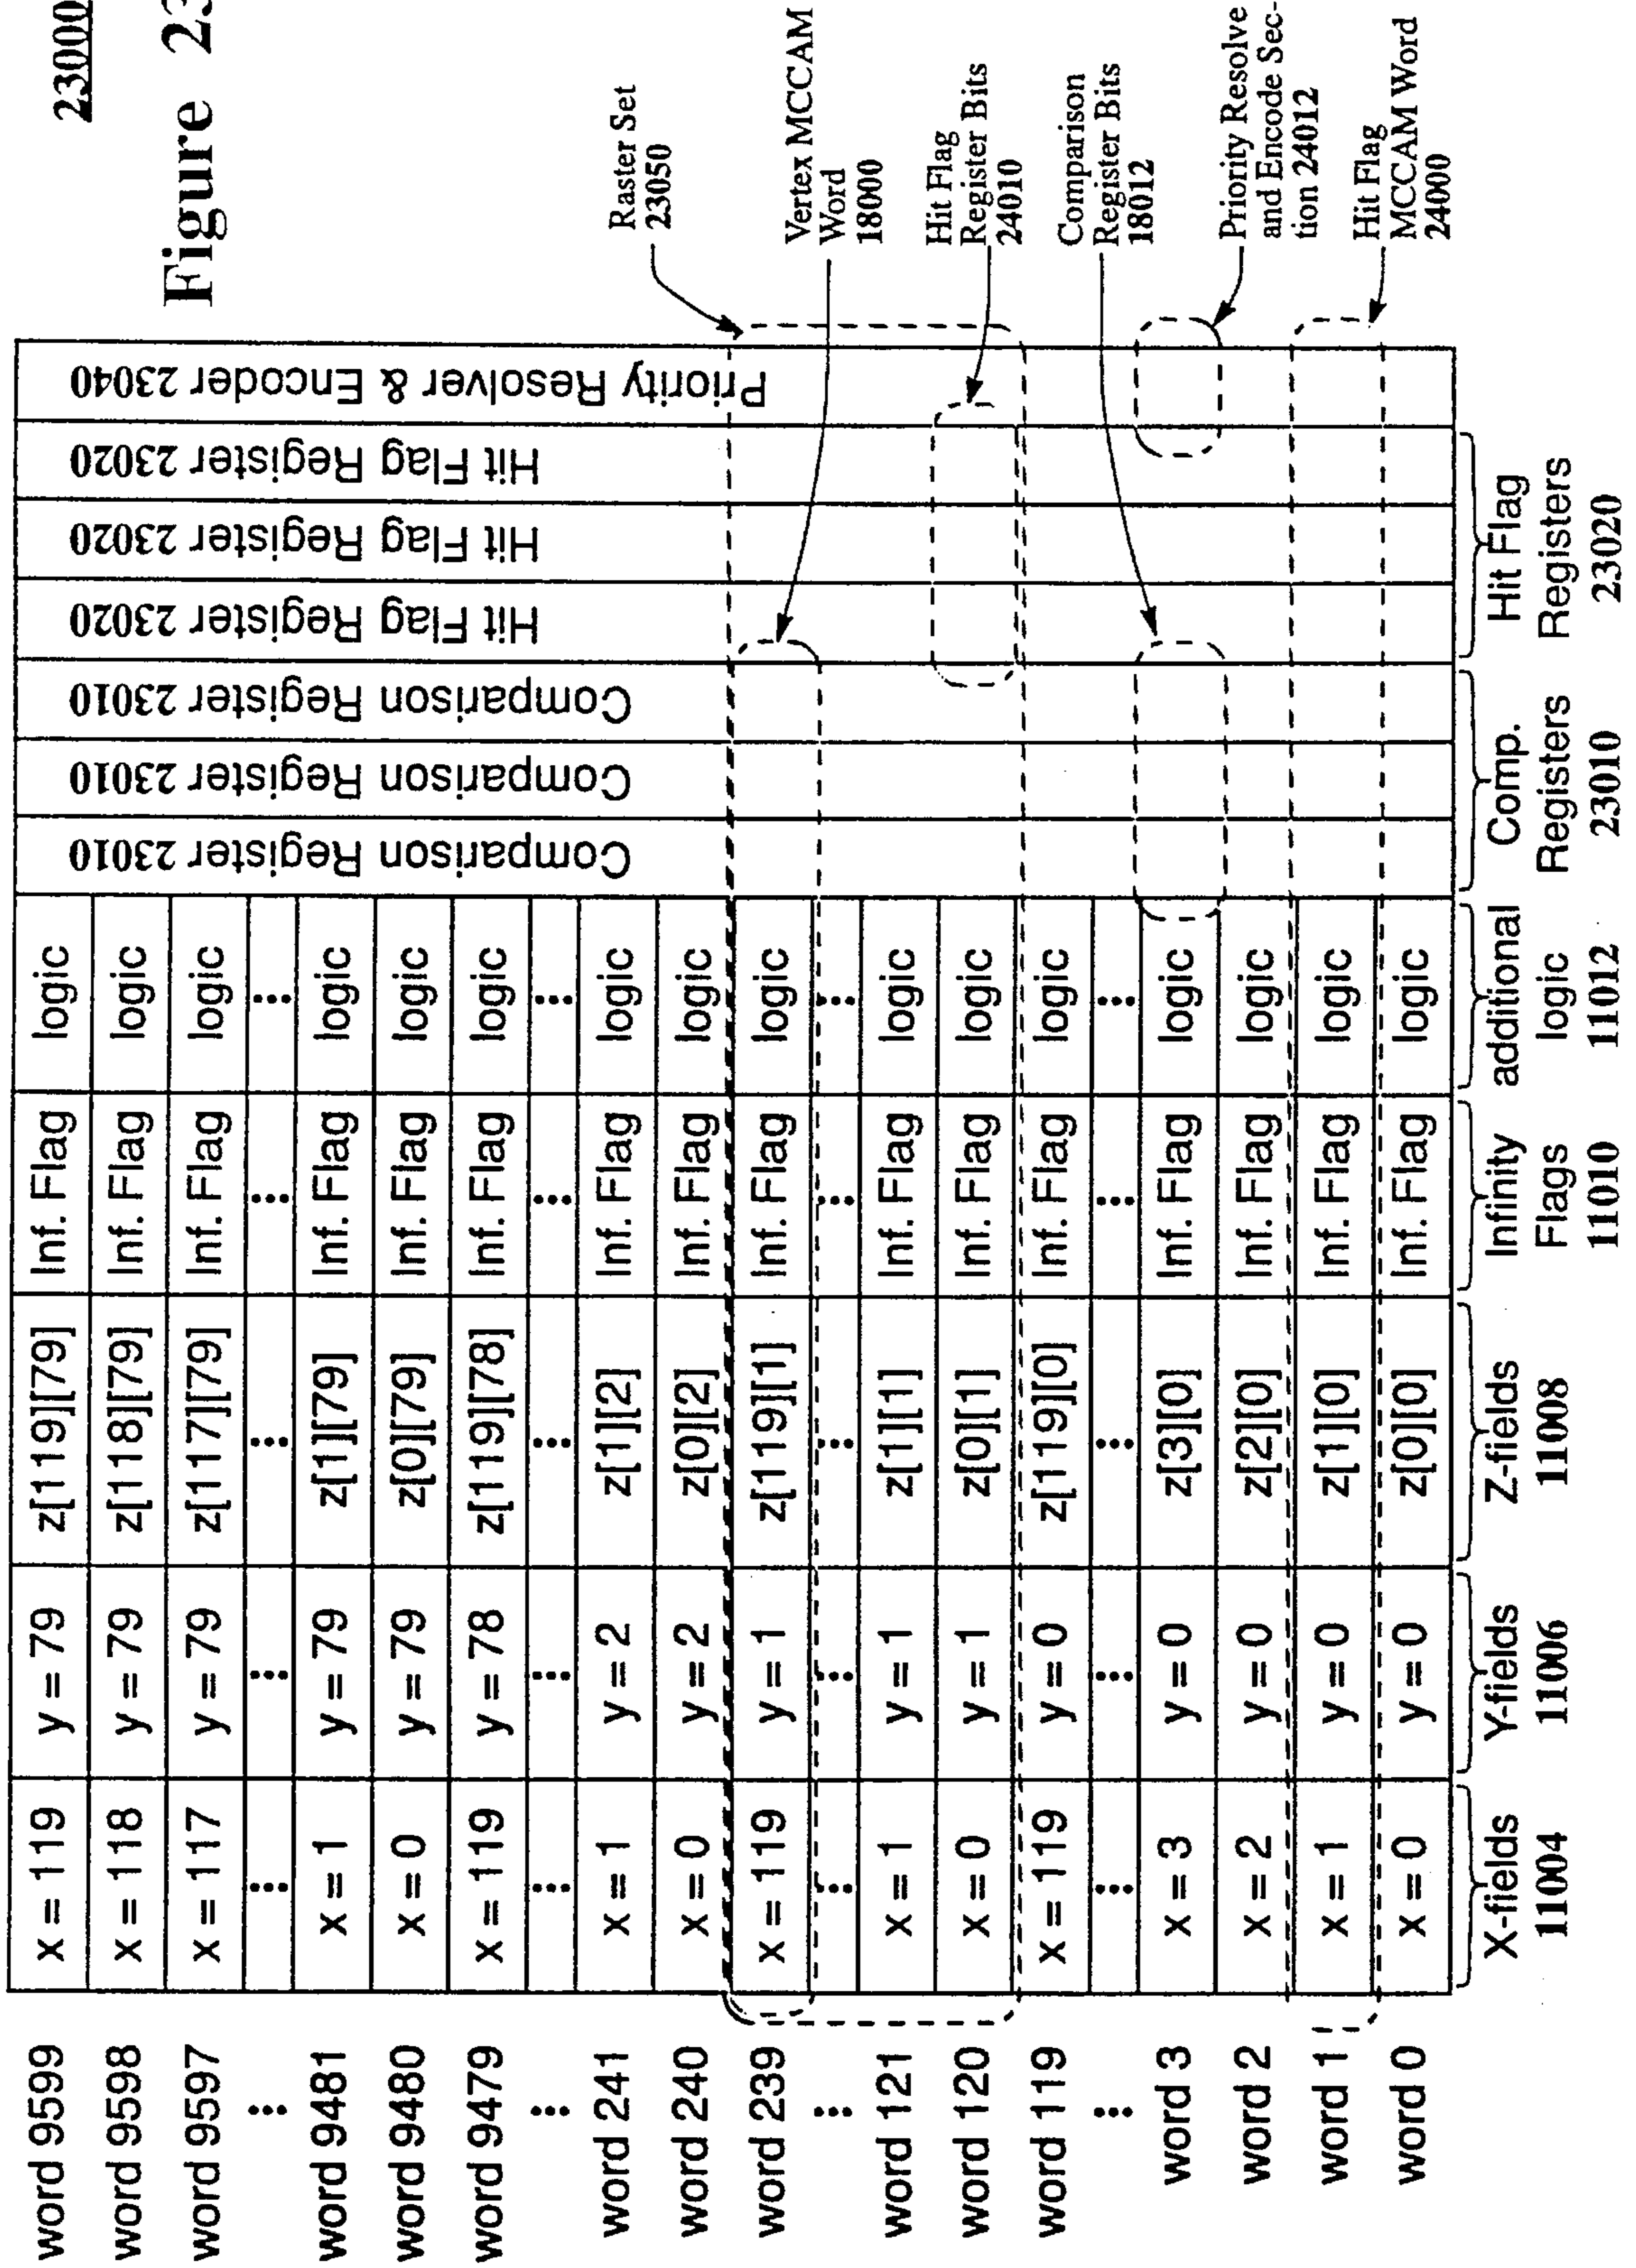 23000
Figure 23
word 9599 x = 119 y = 79 z[119][79] Inf. Flag logic
word 9598 x = 118 y = 79 z[118][79] Inf. Flag logic
word 9597 x = 117 y = 79 z[117][79] Inf. Flag logic
... ... ... ... ... ...
word 9481 x = 1 y = 79 z[1][79] Inf. Flag logic
word 9480 x = 0 y = 79 z[0][79] Inf. Flag logic
word 9479 x = 119 y = 78 z[119][78] Inf. Flag logic
... ... ... ... ... ...
word 241 x = 1 y = 2 z[1][2] Inf. Flag logic
word 240 x = 0 y = 2 z[0][2] Inf. Flag logic
word 239 x = 119 y = 1 z[119][1] Inf. Flag logic
... ... ... ... ... ...
word 121 x = 1 y = 1 z[1][1] Inf. Flag logic
word 120 x = 0 y = 1 z[0][1] Inf. Flag logic
word 119 x = 119 y = 0 z[119][0] Inf. Flag logic
... ... ... ... ... ...
word 3 x = 3 y = 0 z[3][0] Inf. Flag logic
word 2 x = 2 y = 0 z[2][0] Inf. Flag logic
word 1 x = 1 y = 0 z[1][0] Inf. Flag logic
word 0 x = 0 y = 0 z[0][0] Inf. Flag logic
Comparison Register 23010
Comparison Register 23010
Comparison Register 23010
Hit Flag Register 23020
Hit Flag Register 23020
Hit Flag Register 23020
Priority Resolver & Encoder 23040
X-fields
11004
Y-fields
11006
Z-fields
11008
Infinity
Flags
11010
additional
logic
11012
Comp.
Registers
23010
Hit Flag
Registers
23020
Raster Set
23050
Vertex MCCAM
Word
18000
Hit Flag
Register Bits
24010
Comparison
Register Bits
18012
Priority Resolve
and Encode Sec-
tion 24012
Hit Flag
MCCAM Word
24000